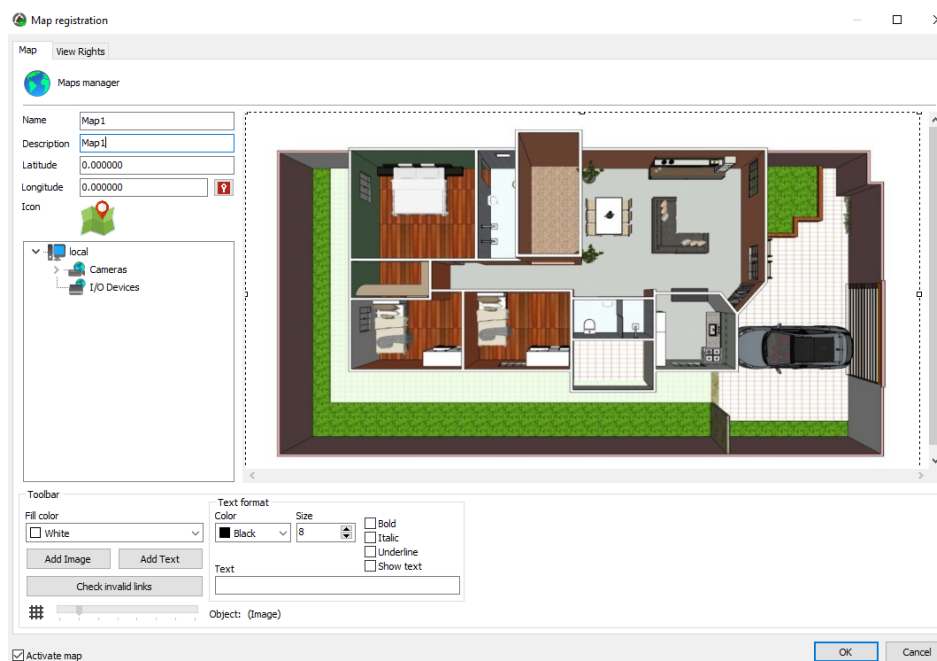 Map registration
Map View Rights
Maps manager
Name Map1
Description Map1
Latitude 0.000000
Longitude 0.000000
Icon
local
Cameras
I/O Devices
Toolbar
Fill color
White
Add Image Add Text
Check invalid links
Text format
Color Size
Black 8
Bold
Italic
Underline
Show text
Text
Object: (Image)
Activate map
OK Cancel